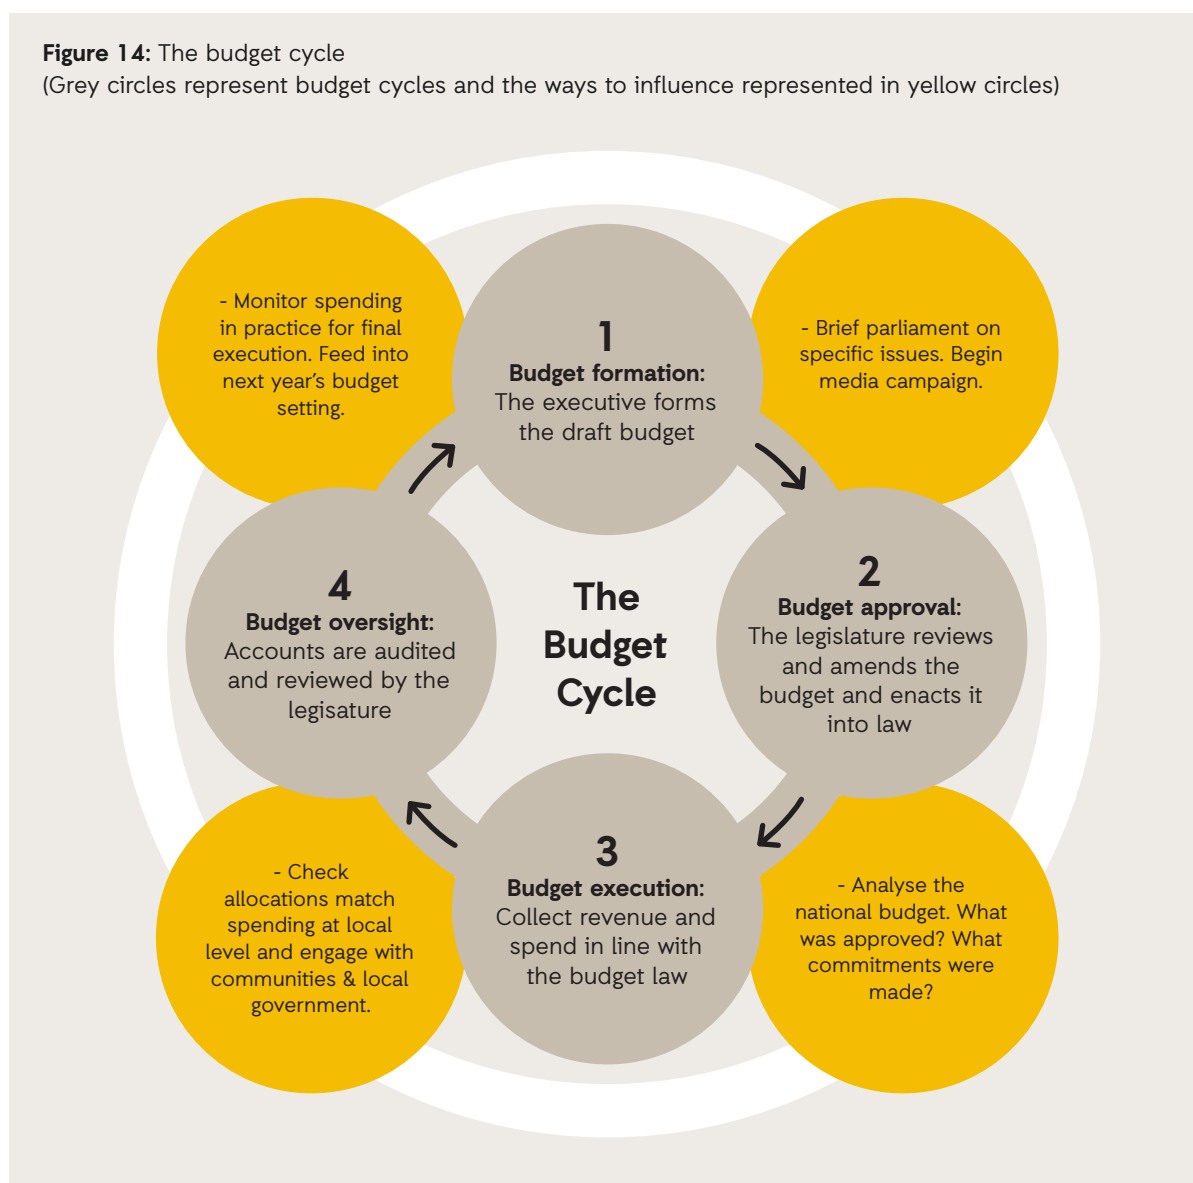 Figure 14: The budget cycle
(Grey circles represent budget cycles and the ways to influence represented in yellow circles)
- Monitor spending
in practice for final
execution. Feed into
next year’s budget
setting.
1
Budget formation:
The executive forms
the draft budget
- Brief parliament on
specific issues. Begin
media campaign.
4
Budget oversight:
Accounts are audited
and reviewed by the
legisature
The
Budget
Cycle
2
Budget approval:
The legislature reviews
and amends the
budget and enacts it
into law
- Check
allocations match
spending at local
level and engage with
communities & local
government.
3
Budget execution:
Collect revenue and
spend in line with
the budget law
- Analyse the
national budget. What
was approved? What
commitments were
made?